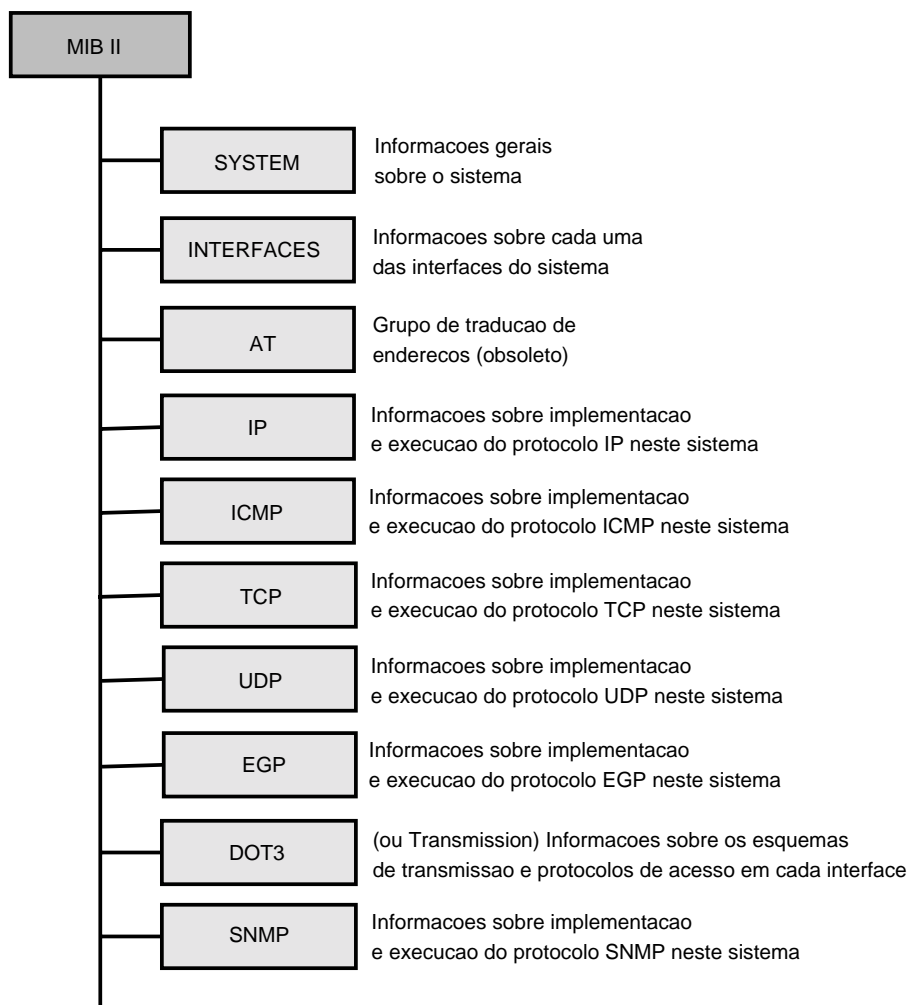 MIB II
SYSTEM
Informacoes gerais
sobre o sistema
INTERFACES
Informacoes sobre cada uma
das interfaces do sistema
AT
Grupo de traducao de
enderecos (obsoleto)
IP
Informacoes sobre implementacao
e execucao do protocolo IP neste sistema
ICMP
Informacoes sobre implementacao
e execucao do protocolo ICMP neste sistema
TCP
Informacoes sobre implementacao
e execucao do protocolo TCP neste sistema
UDP
Informacoes sobre implementacao
e execucao do protocolo UDP neste sistema
EGP
Informacoes sobre implementacao
e execucao do protocolo EGP neste sistema
DOT3
(ou Transmission) Informacoes sobre os esquemas
de transmissao e protocolos de acesso em cada interface
SNMP
Informacoes sobre implementacao
e execucao do protocolo SNMP neste sistema